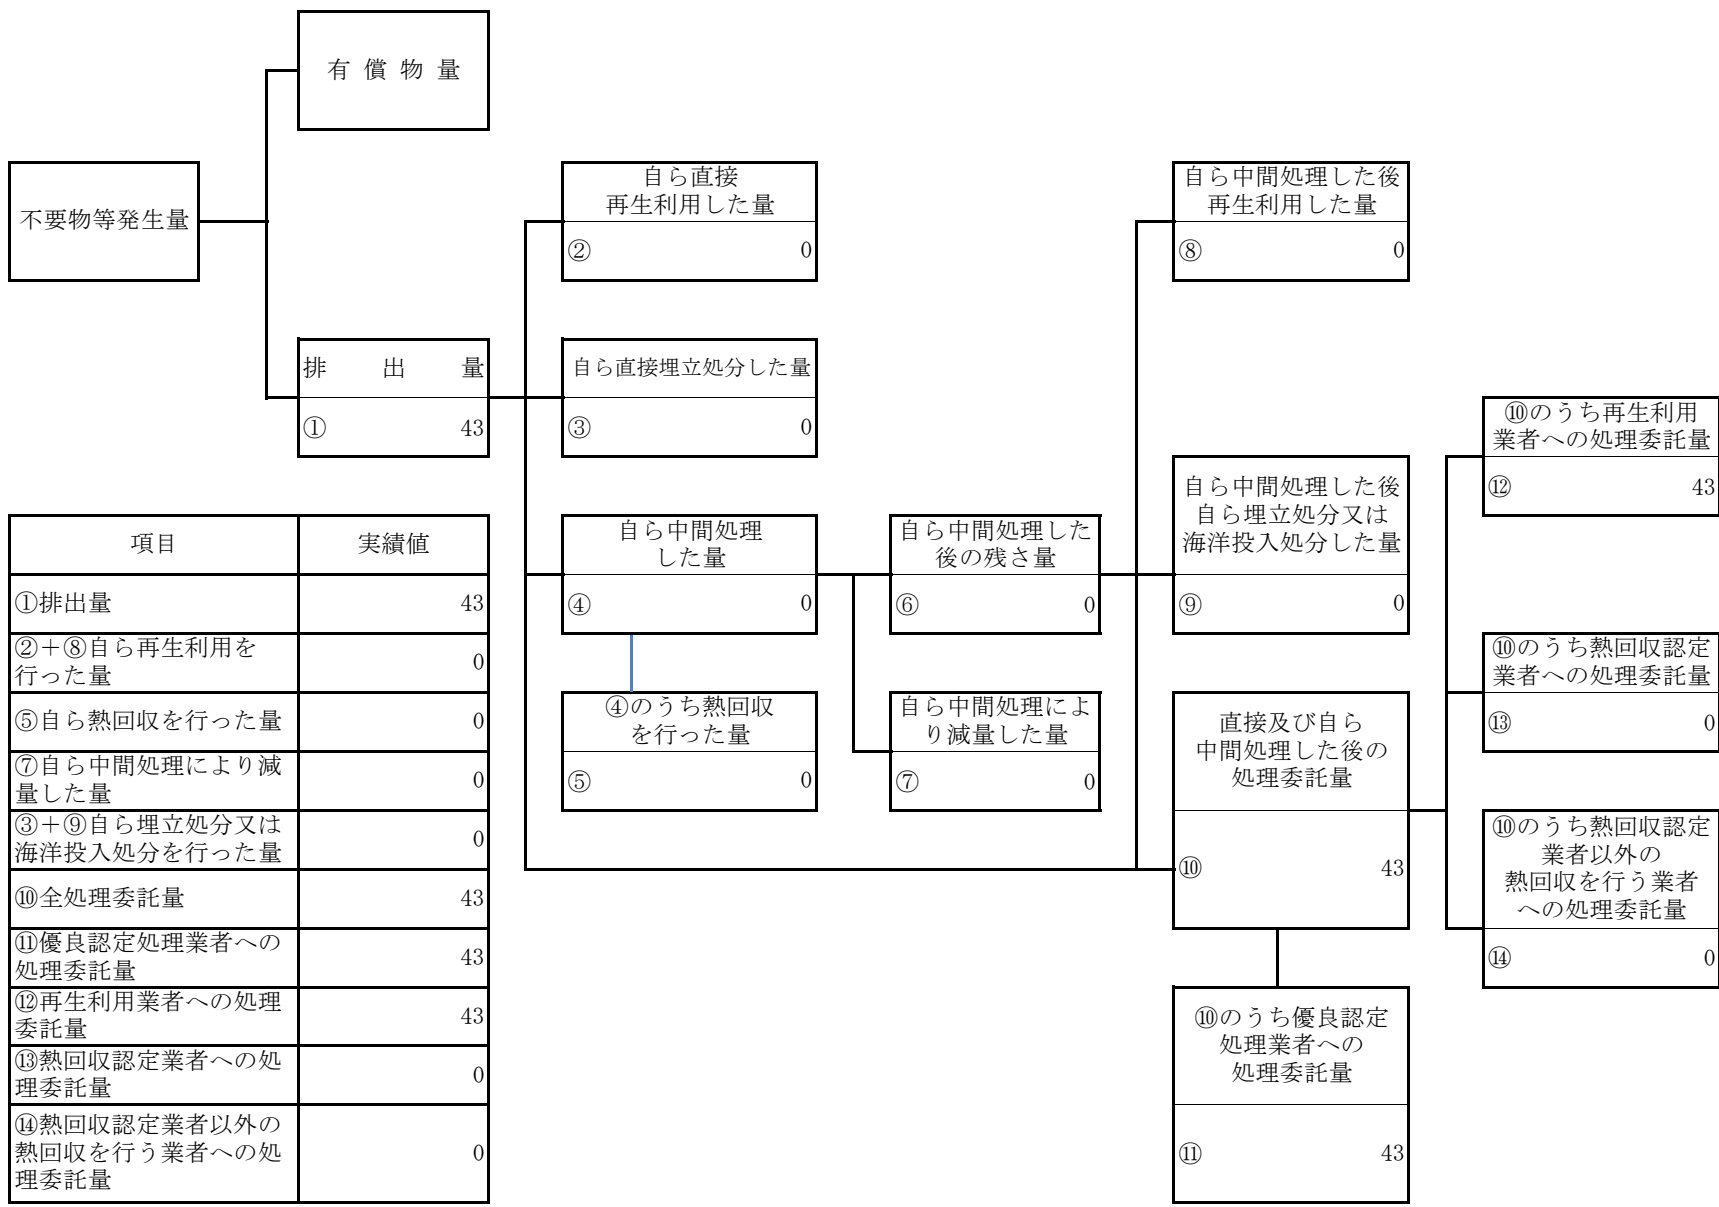 有償物量
不要物等発生量
排出量
① 43
自ら直接
再生利用した量
② 0
自ら直接埋立処分した量
③ 0
自ら中間処理
した量
④ 0
④のうち熱回収
を行った量
⑤ 0
自ら中間処理した
後の残さ量
⑥ 0
自ら中間処理によ
り減量した量
⑦ 0
自ら中間処理した後
再生利用した量
⑧ 0
自ら中間処理した後
自ら埋立処分又は
海洋投入処分した量
⑨ 0
直接及び自ら
中間処理した後の
処理委託量
⑩ 43
⑩のうち優良認定
処理業者への
処理委託量
⑪ 43
⑩のうち再生利用
業者への処理委託量
⑫ 43
⑩のうち熱回収認定
業者への処理委託量
⑬ 0
⑩のうち熱回収認定
業者以外の
熱回収を行う業者
への処理委託量
⑭ 0
項目 実績値
①排出量 43
②+⑧自ら再生利用を
行った量 0
⑤自ら熱回収を行った量 0
⑦自ら中間処理により減
量した量 0
③+⑨自ら埋立処分又は
海洋投入処分を行った量 0
⑩全処理委託量 43
⑪優良認定処理業者への
処理委託量 43
⑫再生利用業者への処理
委託量 43
⑬熱回収認定業者への処
理委託量 0
⑭熱回収認定業者以外の
熱回収を行う業者への処
理委託量 0